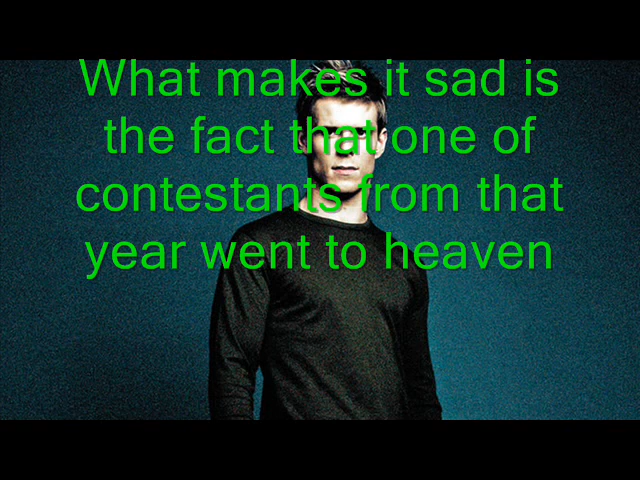 What makes it sad is
the fact that one of
contestants from that
year went to heaven